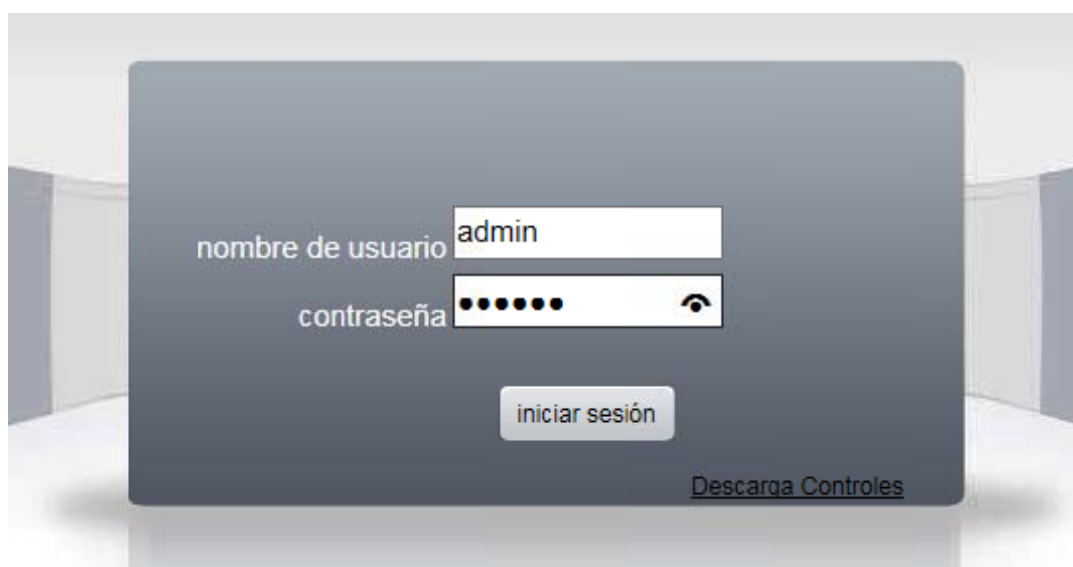 nombre de usuario admin
contraseña ••••••
iniciar sesión
Descarga Controles